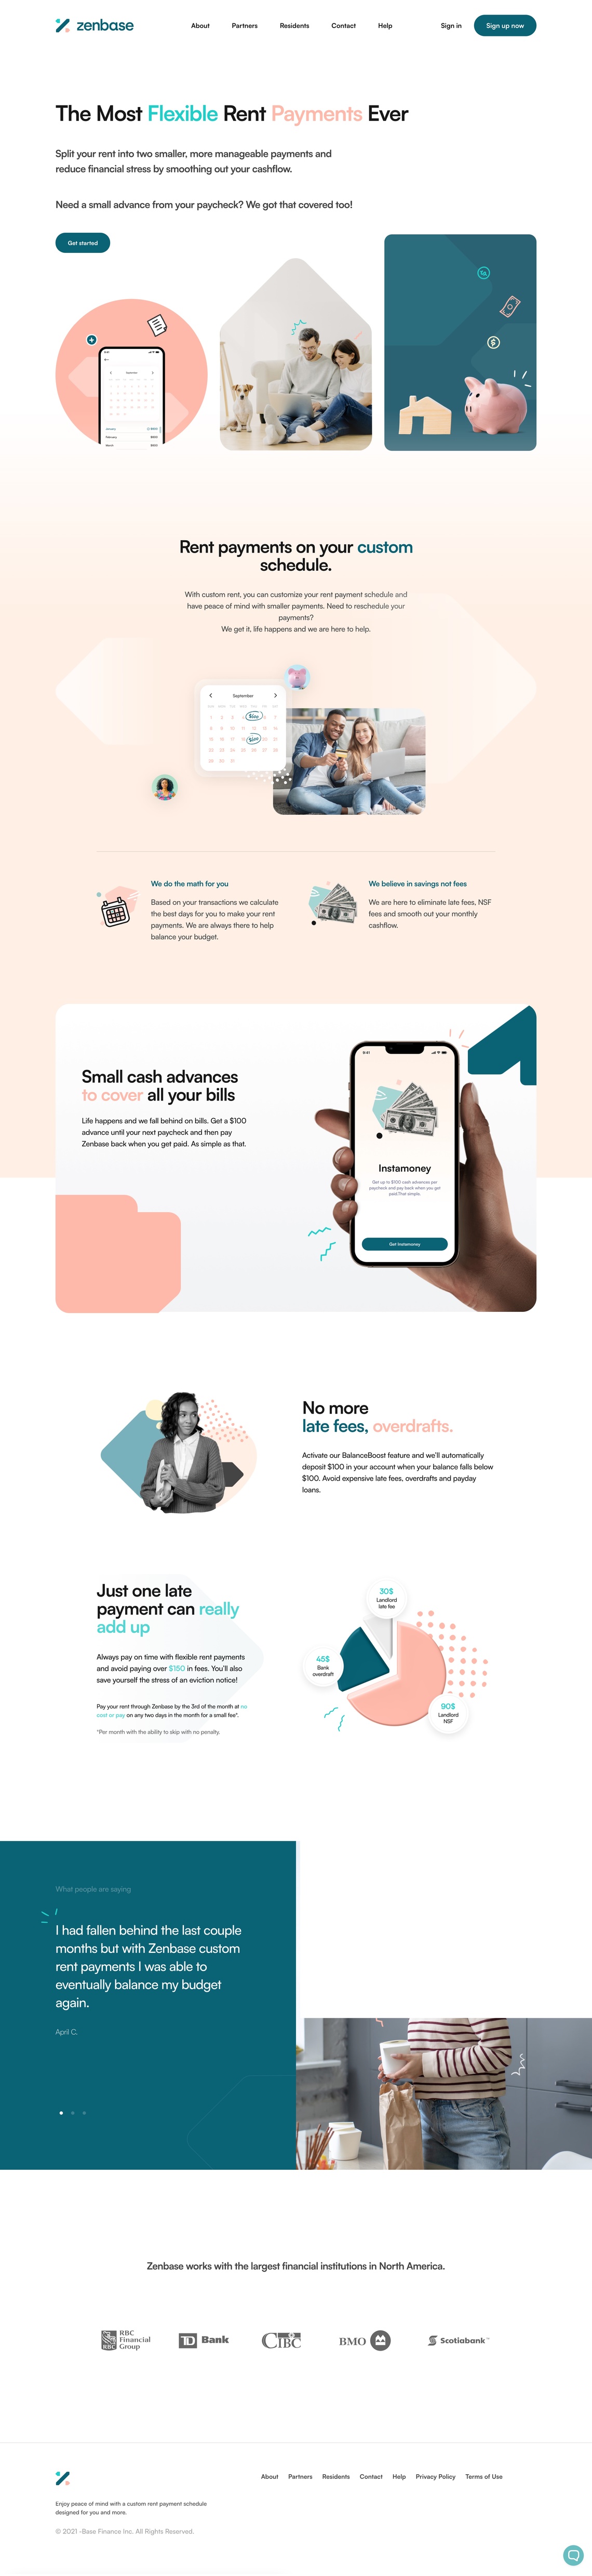 zenbase
About Partners Residents Contact Help Sign in Sign up now
The Most Flexible Rent Payments Ever
Split your rent into two smaller, more manageable payments and
reduce financial stress by smoothing out your cashflow.
Need a small advance from your paycheck? We got that covered too!
Get started
September
Rent payments on your custom
schedule.
With custom rent, you can customize your rent payment schedule and
have peace of mind with smaller payments. Need to reschedule your
payments?
We get it, life happens and we are here to help.
September
We do the math for you
Based on your transactions we calculate
the best days for you to make your rent
payments. We are always there to help
balance your budget.
We believe in savings not fees
We are here to eliminate late fees, NSF
fees and smooth out your monthly
cashflow.
Small cash advances
to cover all your bills
Life happens and we fall behind on bills. Get a $100
advance until your next paycheck and then pay
Zenbase back when you get paid. As simple as that.
9:41
Instamoney
Get up to $100 cash advances per
paycheck and pay back when you get
paid.That simple.
Get Instamoney
No more
late fees, overdrafts.
Activate our BalanceBoost feature and we'll automatically
deposit $100 in your account when your balance falls below
$100. Avoid expensive late fees, overdrafts and payday
loans.
Just one late
payment can really
add up
Always pay on time with flexible rent payments
and avoid paying over $150 in fees. You'll also
save yourself the stress of an eviction notice!
Pay your rent through Zenbase by the 3rd of the month at no
cost or pay on any two days in the month for a small fee*.
*Per month with the ability to skip with no penalty.
30$
Landlord
late fee
45$
Bank
overdraft
90$
Landlord
NSF
What people are saying
I had fallen behind the last couple
months but with Zenbase custom
rent payments I was able to
eventually balance my budget
again.
April C.
Zenbase works with the largest financial institutions in North America.
RBC
Financial
Group
RBC
TD Bank
CIBC
BMO
Scotiabank
About Partners Residents Contact Help Privacy Policy Terms of Use
Enjoy peace of mind with a custom rent payment schedule
designed for you and more.
© 2021 -Base Finance Inc. All Rights Reserved.